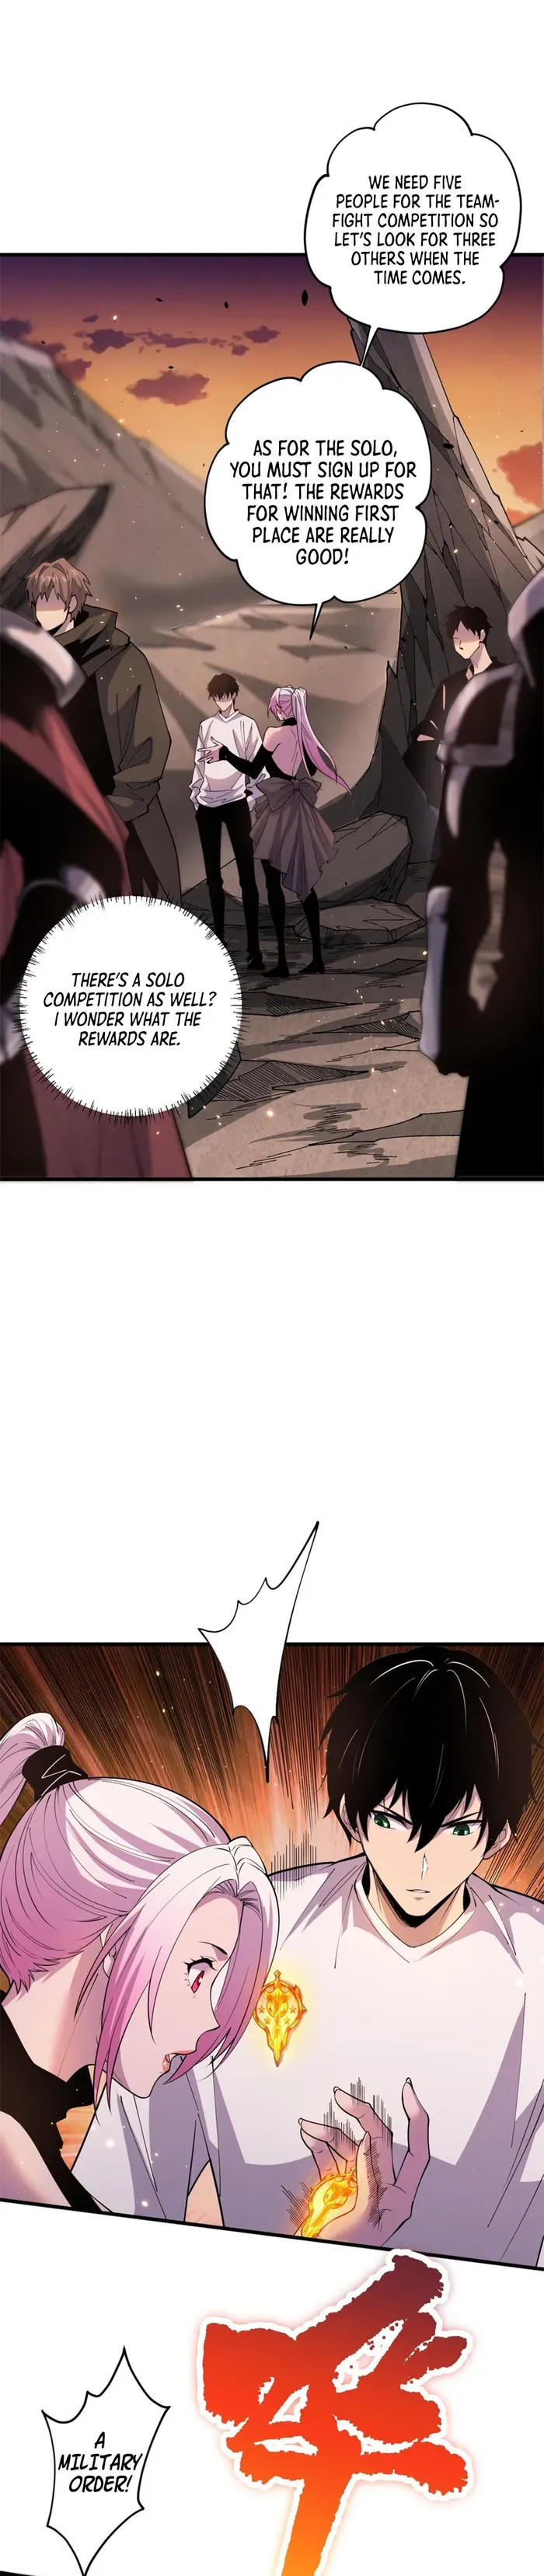 WE NEED FIVE
PEOPLE FOR THE TEAM-
FIGHT COMPETITION SO
LET'S LOOK FOR THREE
OTHERS WHEN THE
TIME COMES.
AS FOR THE SOLO,
YOU MUST SIGN UP FOR
THAT! THE REWARDS
FOR WINNING FIRST
PLACE ARE REALLY
GOOD!
THERE'S A SOLO
COMPETITION AS WELL?
I WONDER WHAT THE
REWARDS ARE.
A
MILITARY
ORDER!